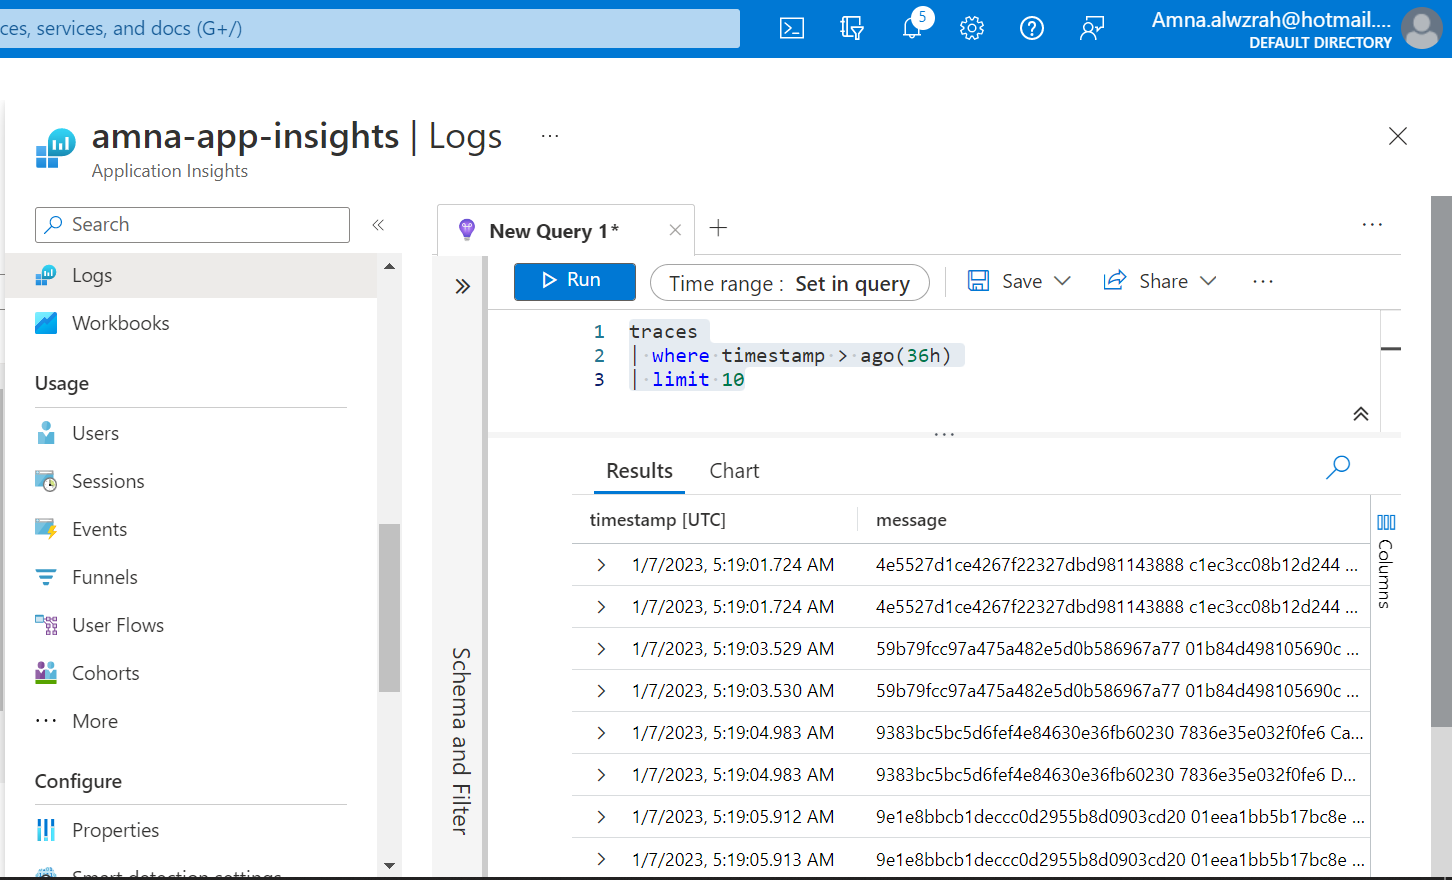 ces, services, and docs (G+/)
5
Amna.alwzrah@hotmail....
DEFAULT DIRECTORY
amna-app-insights | Logs ...
Application Insights
Search
Logs
Workbooks
Usage
Users
Sessions
Events
Funnels
User Flows
Cohorts
More
Configure
Properties
Smart detection settings
New Query 1*
Run
Time range : Set in query
Save
Share
1 traces
2 | where timestamp > ago(36h)
3 | limit 10
Schema and Filter
Results
Chart
timestamp [UTC] message
1/7/2023, 5:19:01.724 AM 4e5527d1ce4267f22327dbd981143888 c1ec3cc08b12d244 ...
1/7/2023, 5:19:01.724 AM 4e5527d1ce4267f22327dbd981143888 c1ec3cc08b12d244 ...
1/7/2023, 5:19:03.529 AM 59b79fcc97a475a482e5d0b586967a77 01b84d498105690c ...
1/7/2023, 5:19:03.530 AM 59b79fcc97a475a482e5d0b586967a77 01b84d498105690c ...
1/7/2023, 5:19:04.983 AM 9383bc5bc5d6fef4e84630e36fb60230 7836e35e032f0fe6 Ca...
1/7/2023, 5:19:04.983 AM 9383bc5bc5d6fef4e84630e36fb60230 7836e35e032f0fe6 D...
1/7/2023, 5:19:05.912 AM 9e1e8bbcb1deccc0d2955b8d0903cd20 01eea1bb5b17bc8e ...
1/7/2023, 5:19:05.913 AM 9e1e8bbcb1deccc0d2955b8d0903cd20 01eea1bb5b17bc8e ...
Columns